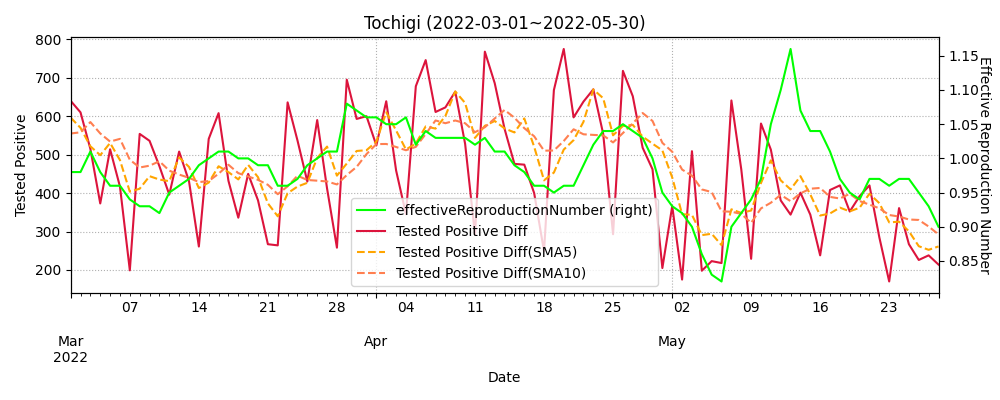 Tochigi (2022-03-01~2022-05-30)
800
700
600
500
400
300
200
Tested Positive
1.15
1.10
1.05
1.00
0.95
0.90
0.85
Effective Reproduction Number
effectiveReproductionNumber (right)
Tested Positive Diff
Tested Positive Diff(SMA5)
Tested Positive Diff(SMA10)
07 14 21 28 04 11 18 25 02 09 16 23
Mar Apr May
2022
Date